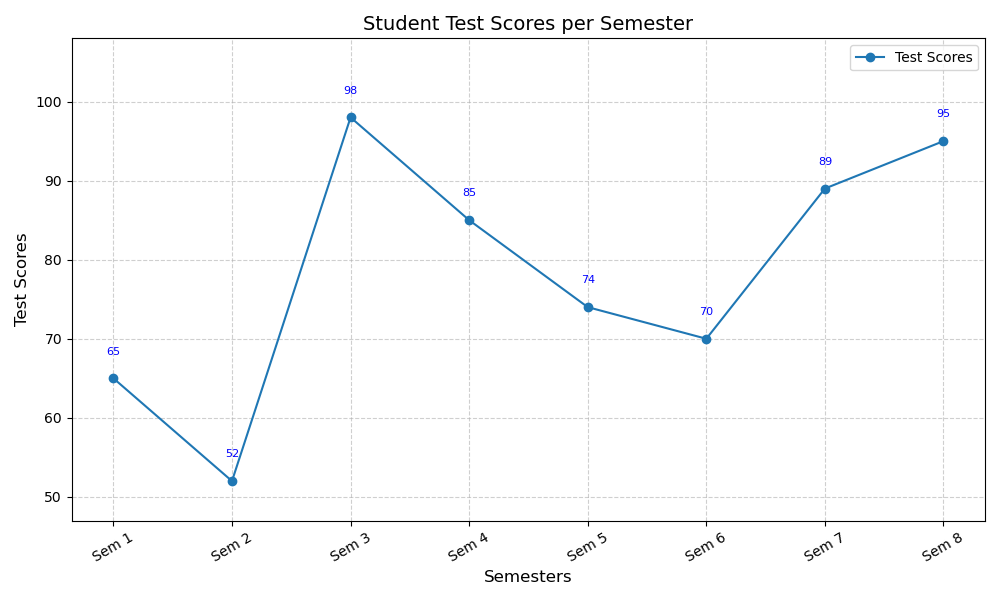 Student Test Scores per Semester
Test Scores
100
90
80
70
60
50
Test Scores
65
52
98
85
74
70
89
95
Sem 1
Sem 2
Sem 3
Sem 4
Sem 5
Sem 6
Sem 7
Sem 8
Semesters